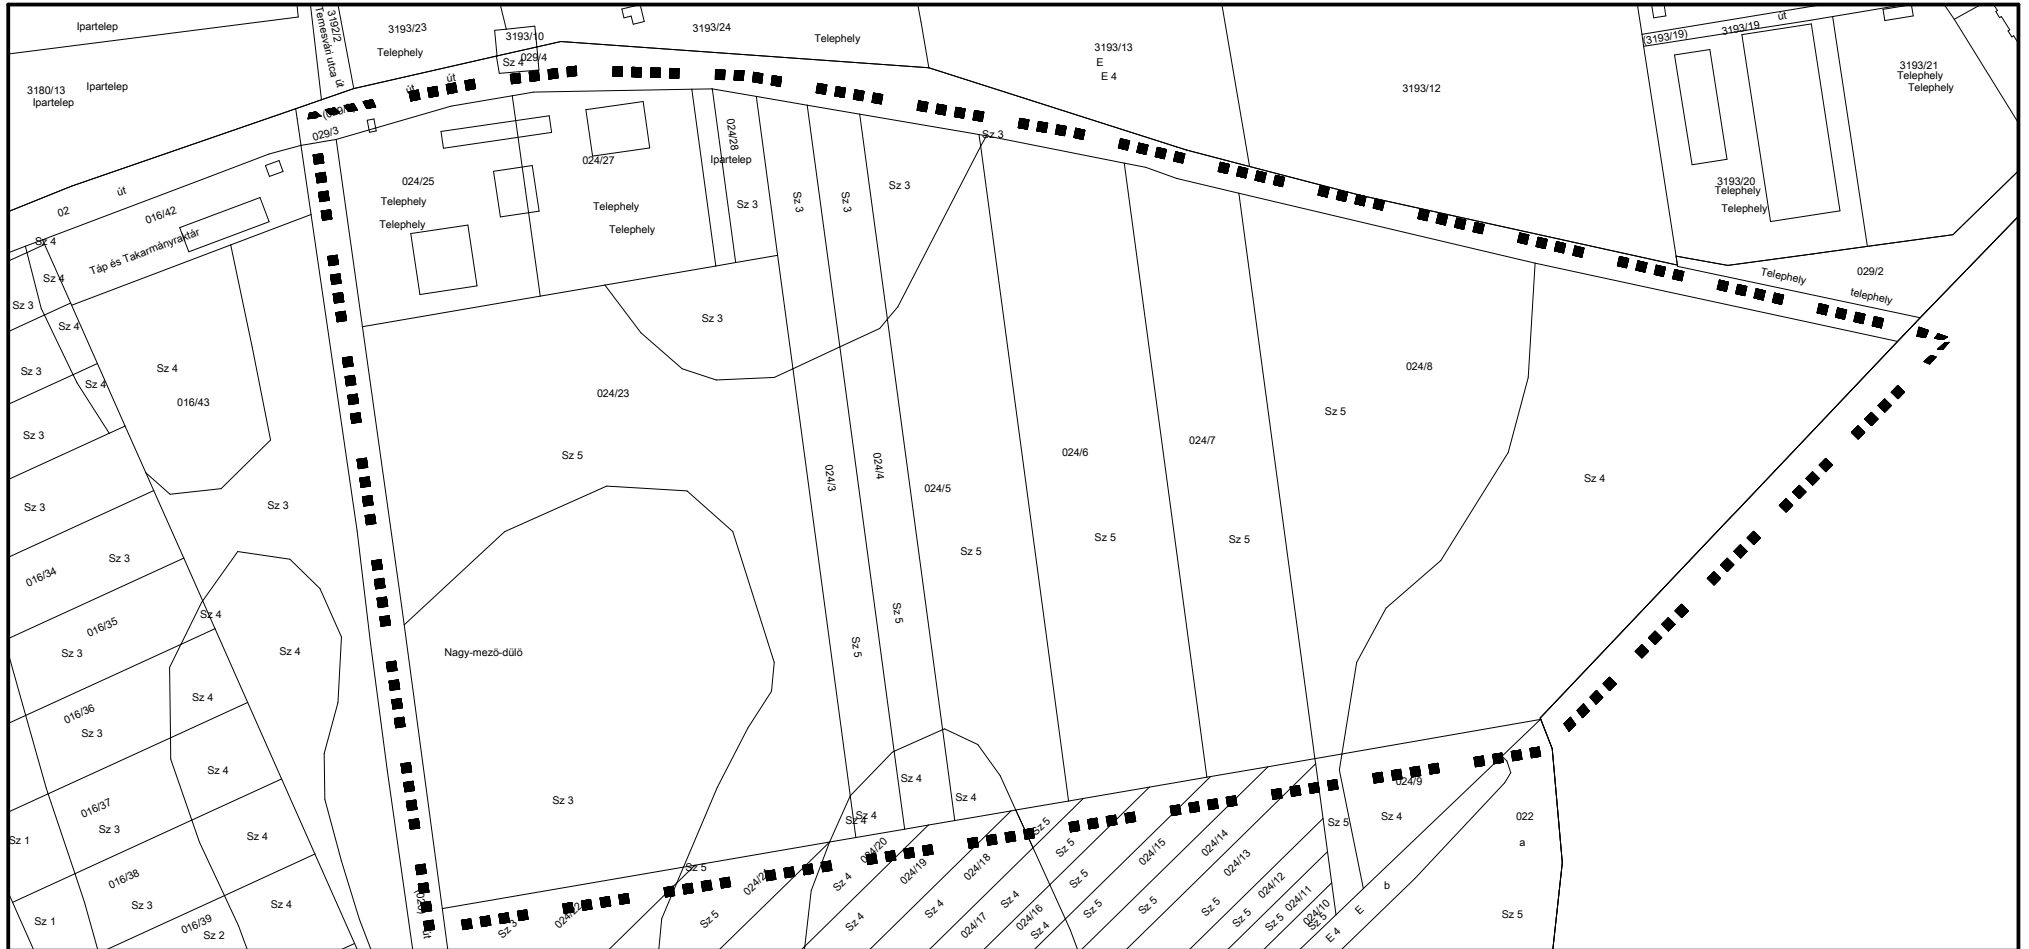 Ipartelep
3192/2
Temesvári utca út
3193/23
Telephely
3193/10
Sz 4
029/4
3193/24
Telephely
3193/13
E
E 4
3193/12
(3193/19)
3193/19
út
3193/21
Telephely
Telephely
3180/13
Ipartelep
Ipartelep
út
út
029/3
02
út
016/42
Táp és Takarmányraktár
024/25
Telephely
Telephely
024/27
Telephely
Telephely
024/28
Ipartelep
Sz 3
Sz 3
Sz 3
Sz 3
Sz 3
3193/20
Telephely
Telephely
Telephely
029/2
telephely
Sz 4
Sz 4
Sz 3
Sz 4
Sz 3
Sz 4
Sz 4
016/43
Sz 3
Sz 3
Sz 3
Sz 3
024/23
Sz 5
024/3
024/4
024/5
024/6
024/7
024/8
Sz 5
Sz 4
Sz 5
Sz 5
Sz 5
Sz 3
016/34
Sz 4
016/35
Sz 3
Sz 4
Sz 4
Nagy-mező-dűlő
Sz 5
Sz 5
016/36
Sz 3
Sz 4
016/37
Sz 3
Sz 4
Sz 1
Sz 3
Sz 4
Sz 4
Sz 4
Sz 4
Sz 5
Sz 5
024/9
Sz 4
Sz 5
022
a
016/38
Sz 3
Sz 4
Sz 1
016/39
Sz 2
út
Sz 3
024/22
Sz 5
Sz 5
024/20
Sz 4
024/19
Sz 4
024/18
Sz 4
Sz 5
Sz 4
024/17
024/16
Sz 4
Sz 5
Sz 5
024/15
Sz 5
024/14
024/13
Sz 5
024/12
Sz 5
024/11
Sz 5
024/10
Sz 5
E
E 4
b
Sz 5